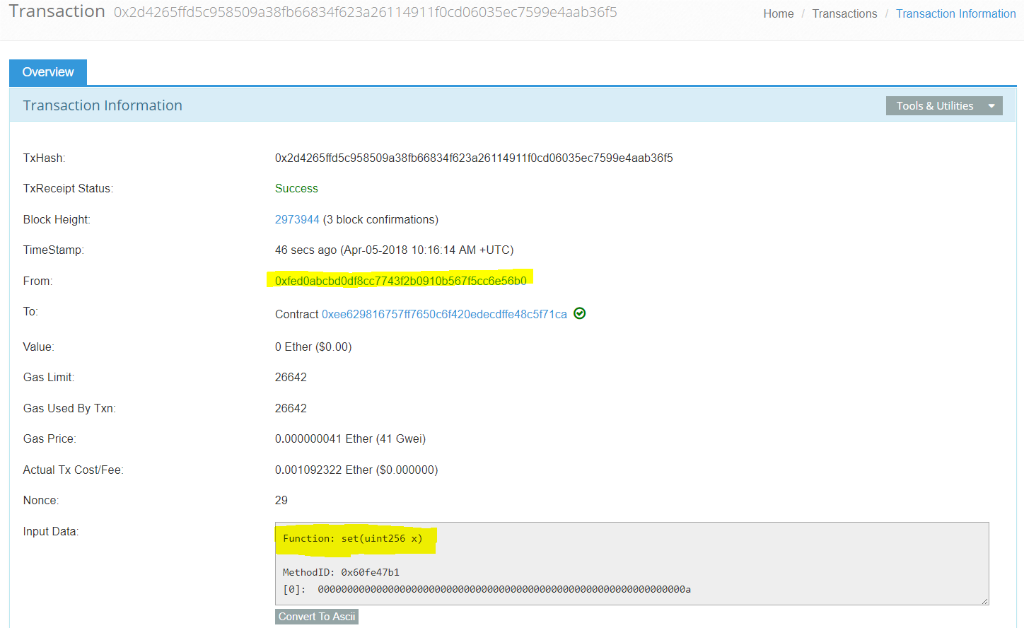 Transaction 0x2d4265ffd5c958509a38fb66834f623a26114911f0cd06035ec7599e4aab36f5
Home / Transactions / Transaction Information
Overview
Transaction Information
Tools & Utilities
TxHash: 0x2d4265ffd5c958509a38fb66834f623a26114911f0cd06035ec7599e4aab36f5
TxReceipt Status: Success
Block Height: 2973944 (3 block confirmations)
TimeStamp: 46 secs ago (Apr-05-2018 10:16:14 AM +UTC)
From: 0xfed0abcbd0df8cc7743f2b0910b567f5cc6e56b0
To: Contract 0xee629816757ff7650c6f420edecdffe48c5f71ca
Value: 0 Ether ($0.00)
Gas Limit: 26642
Gas Used By Txn: 26642
Gas Price: 0.000000041 Ether (41 Gwei)
Actual Tx Cost/Fee: 0.001092322 Ether ($0.000000)
Nonce: 29
Input Data:
Function: set(uint256 x)
MethodID: 0x60fe47b1
[0]: 000000000000000000000000000000000000000000000000000000000000000a
Convert To Ascii